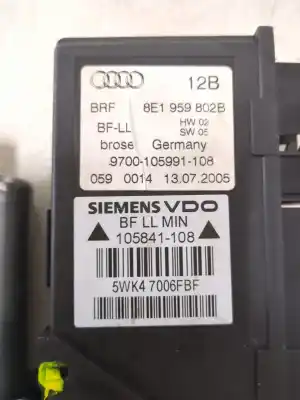 12B
BRF 8E1 959 802B
BF-LL HW 02
SW 05
brose Germany
9700-105991-108
059 0014 13.07.2005
SIEMENS VDO
BF LL MIN
105841-108
5WK4 7006FBF